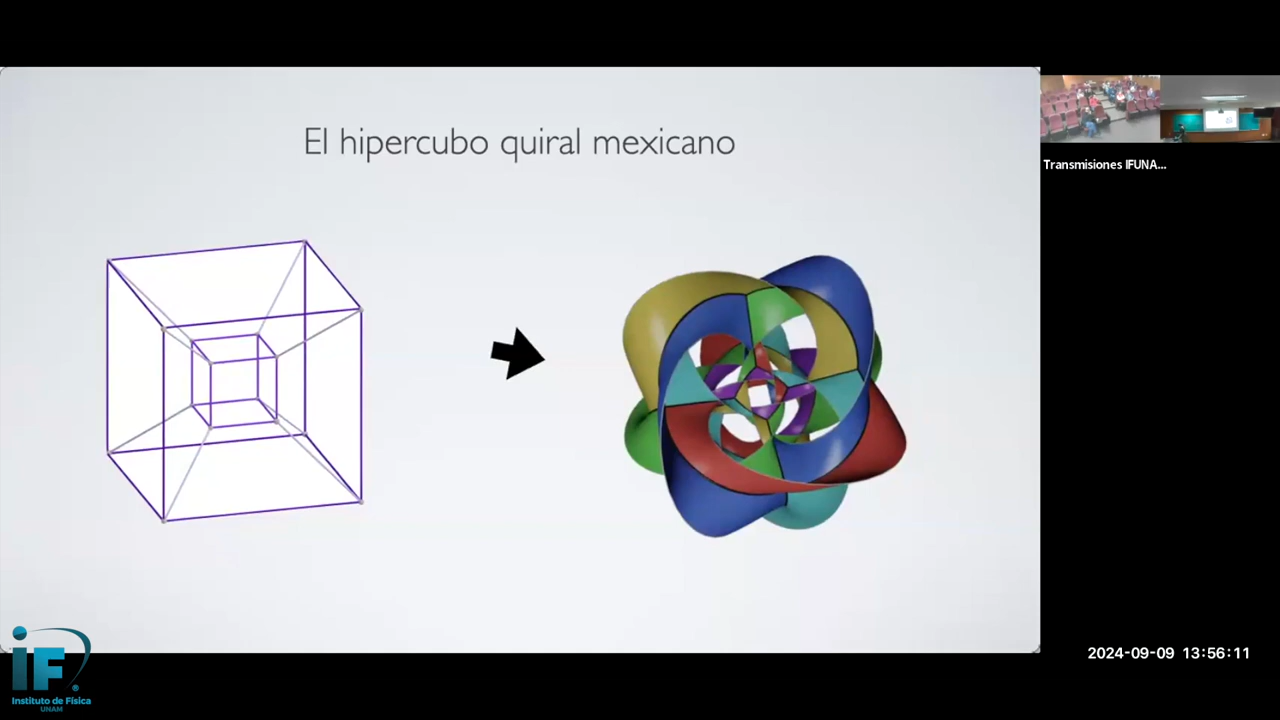 El hipercubo quiral mexicano
Transmisiones IFUNA...
iF
Instituto de Física
UNAM
2024-09-09 13:56:11